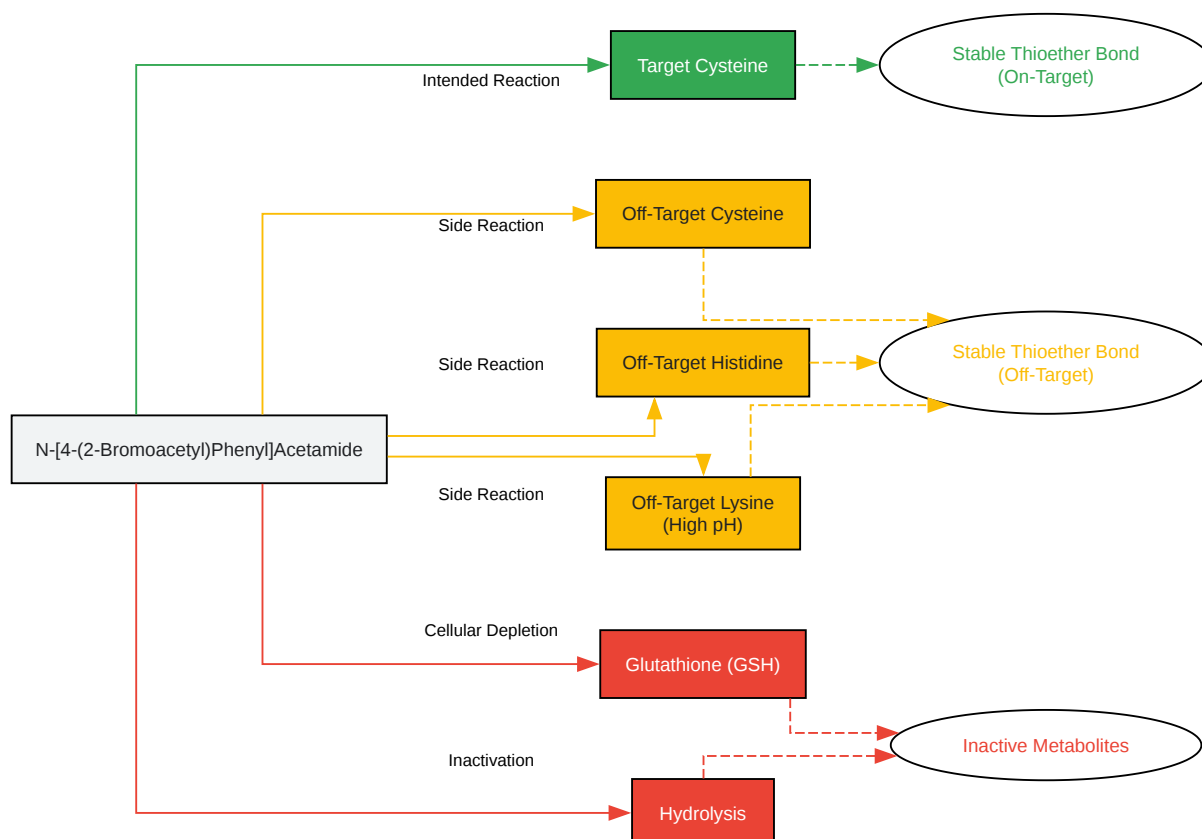 Target Cysteine
Stable Thioether Bond
(On-Target)
Intended Reaction
Off-Target Cysteine
Side Reaction
Off-Target Histidine
Side Reaction
Stable Thioether Bond
(Off-Target)
N-[4-(2-Bromoacetyl)Phenyl]Acetamide
Side Reaction
Off-Target Lysine
(High pH)
Cellular Depletion
Glutathione (GSH)
Inactive Metabolites
Inactivation
Hydrolysis